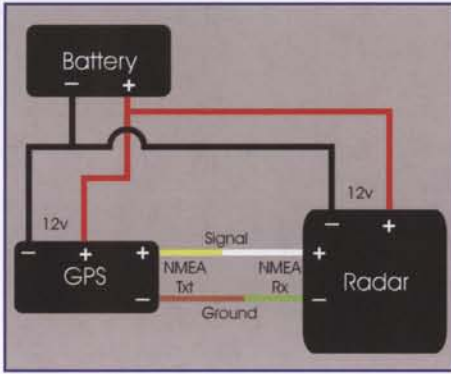 Battery
− +
12v
12v
− + +
− +
Signal
+
GPS
NMEA NMEA
Radar
− Txt Rx −
Ground